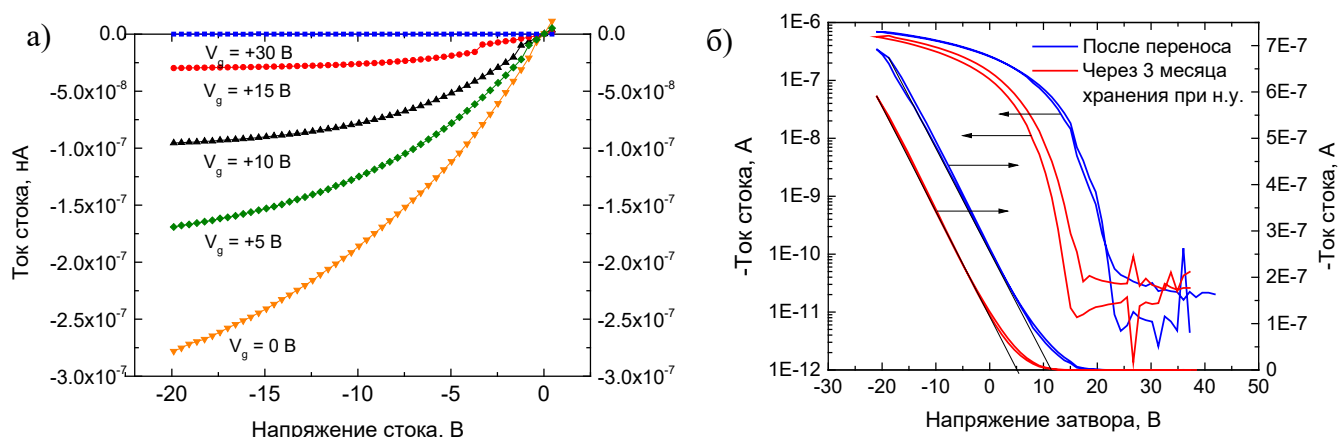 а)
Ток стока, нА
0.0
-5.0x10⁻⁸
-1.0x10⁻⁷
-1.5x10⁻⁷
-2.0x10⁻⁷
-2.5x10⁻⁷
-3.0x10⁻⁷
V_g = +30 В
V_g = +15 В
V_g = +10 В
V_g = +5 В
V_g = 0 В
0.0
-5.0x10⁻⁸
-1.0x10⁻⁷
-1.5x10⁻⁷
-2.0x10⁻⁷
-2.5x10⁻⁷
-3.0x10⁻⁷
-20 -15 -10 -5 0
Напряжение стока, В
б)
-Ток стока, А
1E-6
1E-7
1E-8
1E-9
1E-10
1E-11
1E-12
После переноса
Через 3 месяца
хранения при н.у.
7E-7
6E-7
5E-7
4E-7
3E-7
2E-7
1E-7
0
-Ток стока, А
-30 -20 -10 0 10 20 30 40 50
Напряжение затвора, В